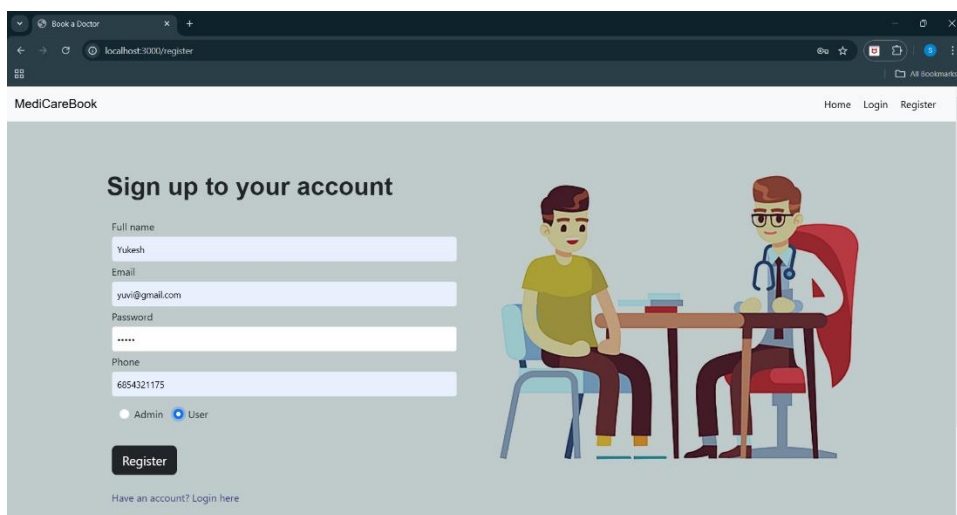 Book a Doctor
localhost:3000/register
S
All Bookmarks
MediCareBook
Home Login Register
Sign up to your account
Full name
Yukesh
Email
yuvi@gmail.com
Password
•••••
Phone
6854321175
Admin User
Register
Have an account? Login here